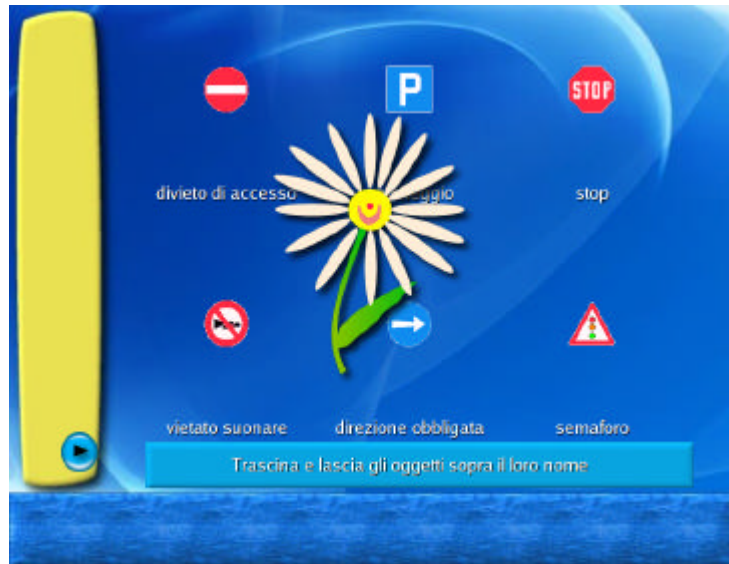 P
STOP
divieto di accesso
stop
vietato suonare
direzione obbligata
semaforo
Trascina e lascia gli oggetti sopra il loro nome